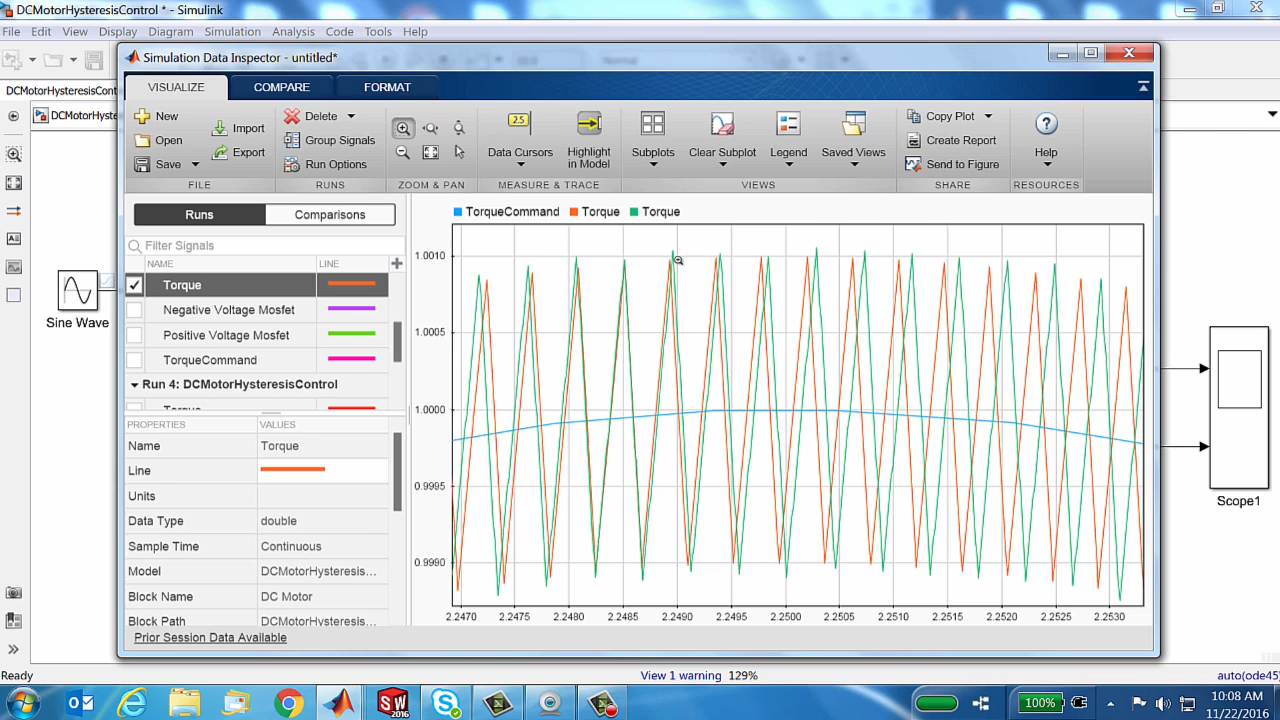 DCMotorHysteresisControl * - Simulink
File Edit View Display Diagram Simulation Analysis Code Tools Help
DCMotorHysteresisCont
DCMotorHyste
Simulation Data Inspector - untitled*
VISUALIZE COMPARE FORMAT
New Open Save
Import Export
FILE
Delete
Group Signals
Run Options
RUNS
ZOOM & PAN
2.5
Data Cursors
Highlight in Model
MEASURE & TRACE
Subplots Clear Subplot Legend Saved Views
VIEWS
Copy Plot
Create Report
Send to Figure
SHARE
Help
RESOURCES
Runs Comparisons
Filter Signals
NAME LINE
Torque
Negative Voltage Mosfet
Positive Voltage Mosfet
TorqueCommand
Run 4: DCMotorHysteresisControl
PROPERTIES VALUES
Name Torque
Line
Units
Data Type double
Sample Time Continuous
Model DCMotorHysteresis...
Block Name DC Motor
Block Path DCMotorHysteresis...
Prior Session Data Available
TorqueCommand Torque Torque
1.0010
1.0005
1.0000
0.9995
0.9990
2.2470 2.2475 2.2480 2.2485 2.2490 2.2495 2.2500 2.2505 2.2510 2.2515 2.2520 2.2525 2.2530
Sine Wave
Scope1
Ready View 1 warning 129% auto(ode45)
SW 2016
100%
10:08 AM
11/22/2016